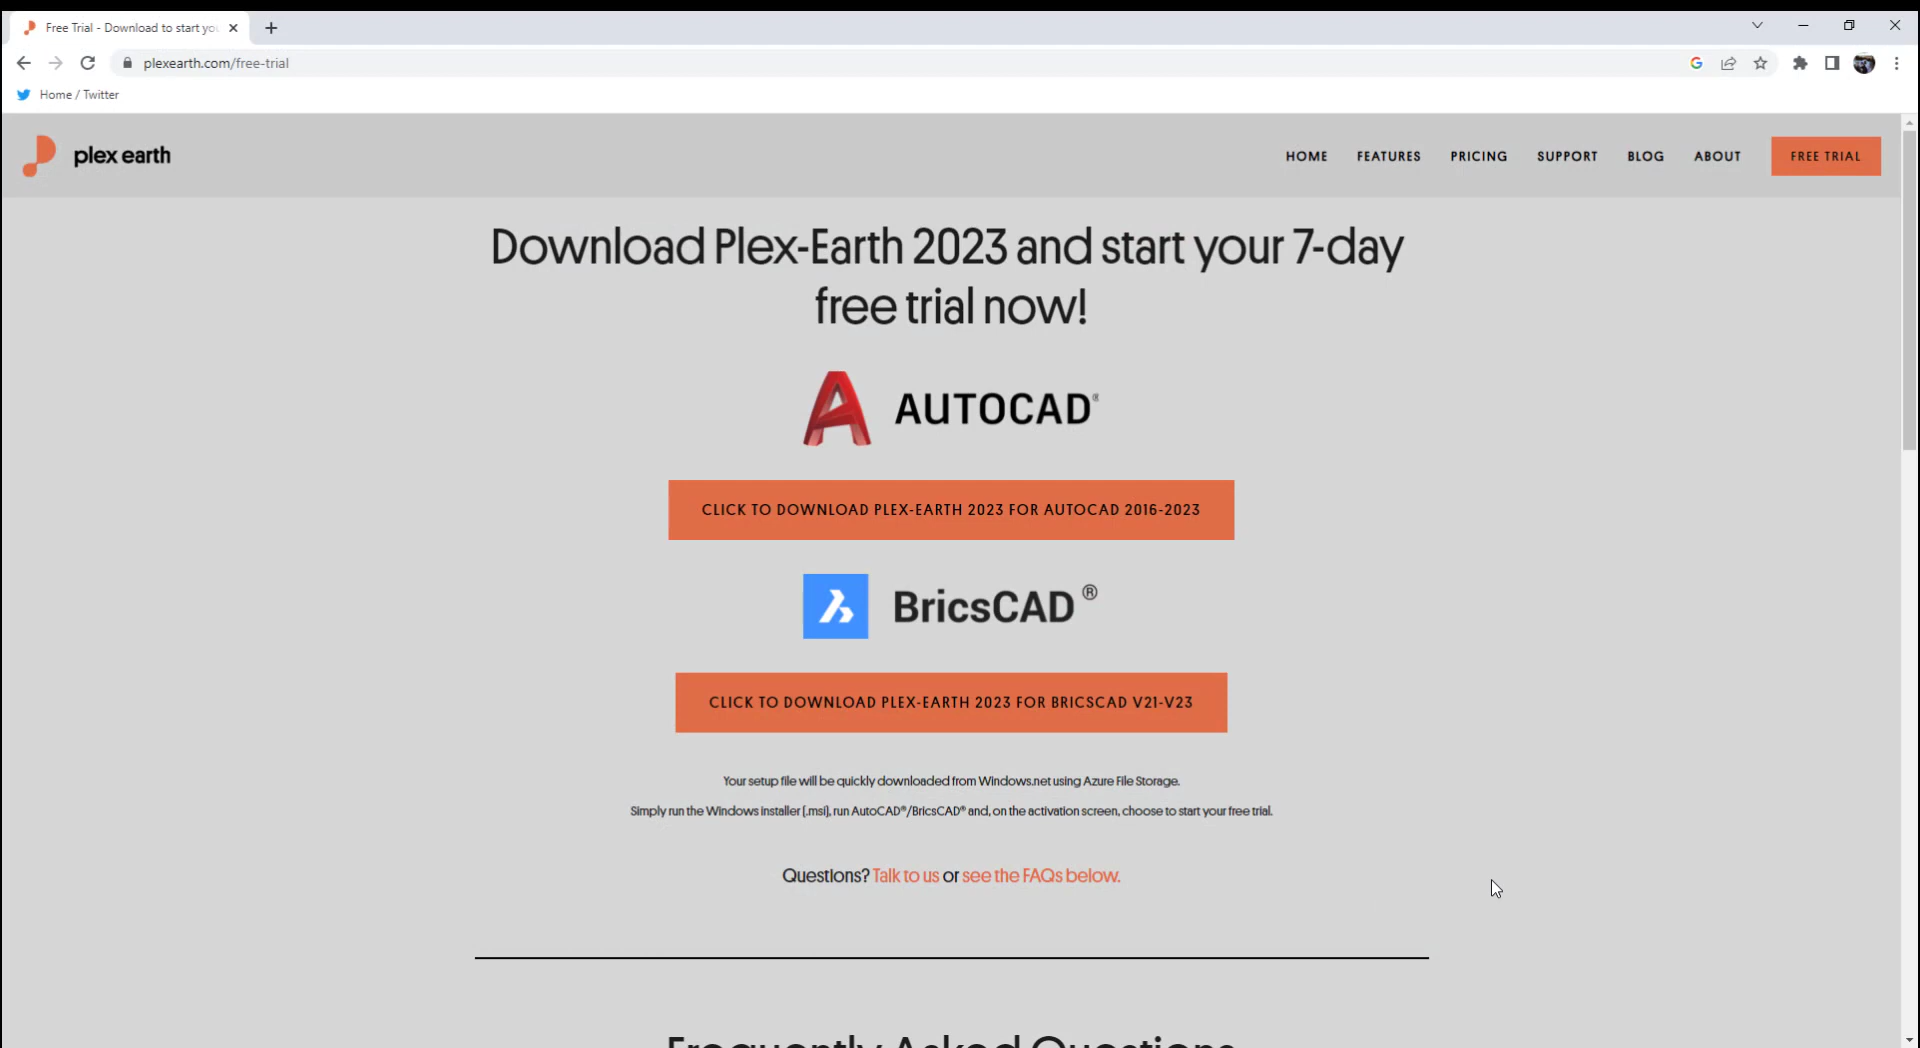 Free Trial - Download to start you
plexearth.com/free-trial
Home / Twitter
plex earth
HOME FEATURES PRICING SUPPORT BLOG ABOUT FREE TRIAL
Download Plex-Earth 2023 and start your 7-day
free trial now!
AUTOCAD®
CLICK TO DOWNLOAD PLEX-EARTH 2023 FOR AUTOCAD 2016-2023
BricsCAD ®
CLICK TO DOWNLOAD PLEX-EARTH 2023 FOR BRICSCAD V21-V23
Your setup file will be quickly downloaded from Windows.net using Azure File Storage.
Simply run the Windows installer (.msi), run AutoCAD®/BricsCAD® and, on the activation screen, choose to start your free trial.
Questions? Talk to us or see the FAQs below.
Frequently Asked Questions